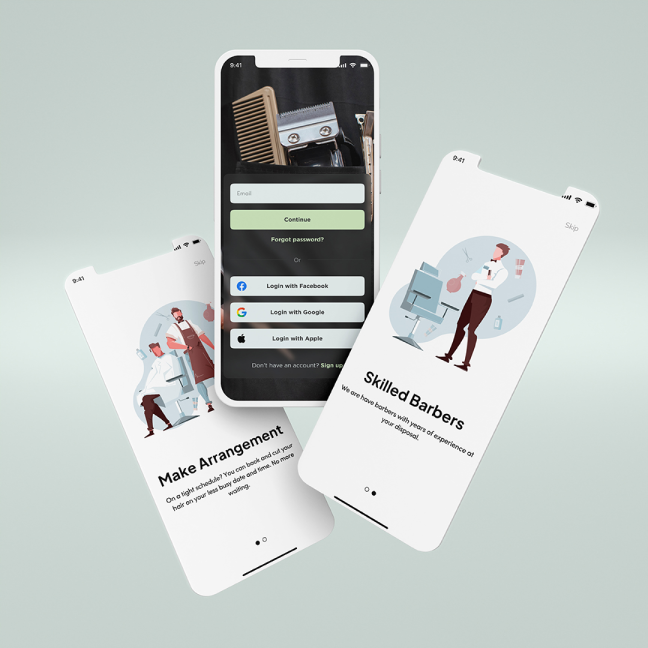 9:41
Email
Continue
Forgot password?
Or
Login with Facebook
Login with Google
Login with Apple
Don't have an account? Sign up
9:41
Skip
Make Arrangement
On a tight schedule? You can book and cut your
hair on your less busy date and time. No more
waiting.
9:41
Skip
Skilled Barbers
We are have barbers with years of experience at
your disposal.